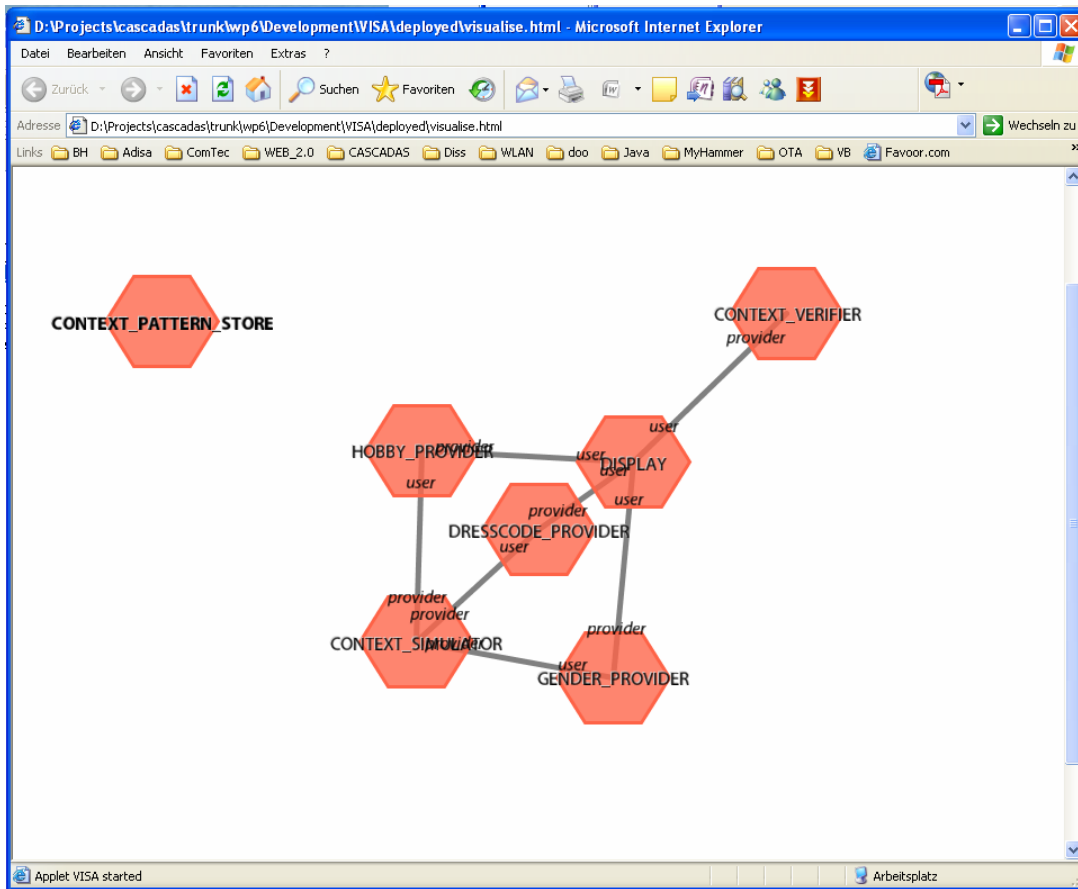 D:\Projects\cascadas\trunk\wp6\Development\VISA\deployed\visualise.html - Microsoft Internet Explorer
Datei Bearbeiten Ansicht Favoriten Extras ?
Zurück Suchen Favoriten
Adresse D:\Projects\cascadas\trunk\wp6\Development\VISA\deployed\visualise.html Wechseln zu
Links BH Adisa ComTec WEB_2.0 CASCADAS Diss WLAN doo Java MyHammer OTA VB Favoor.com »
CONTEXT_PATTERN_STORE
CONTEXT_VERIFIER
provider
user
HOBBY_PROVIDER
provider
user
DISPLAY
user
user
user
provider
DRESSCODE_PROVIDER
user
provider
provider
CONTEXT_SIMULATOR
provider
provider
user
GENDER_PROVIDER
Applet VISA started Arbeitsplatz